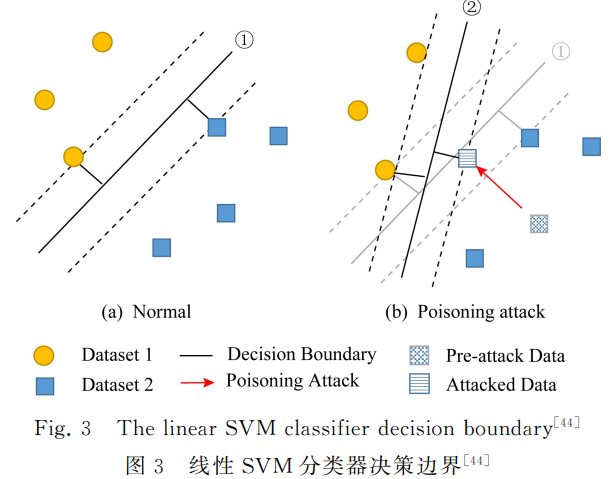 ①
②
①
(a) Normal
(b) Poisoning attack
Dataset 1
Decision Boundary
Pre-attack Data
Dataset 2
Poisoning Attack
Attacked Data
Fig. 3 The linear SVM classifier decision boundary[44]
图 3 线性 SVM 分类器决策边界[44]